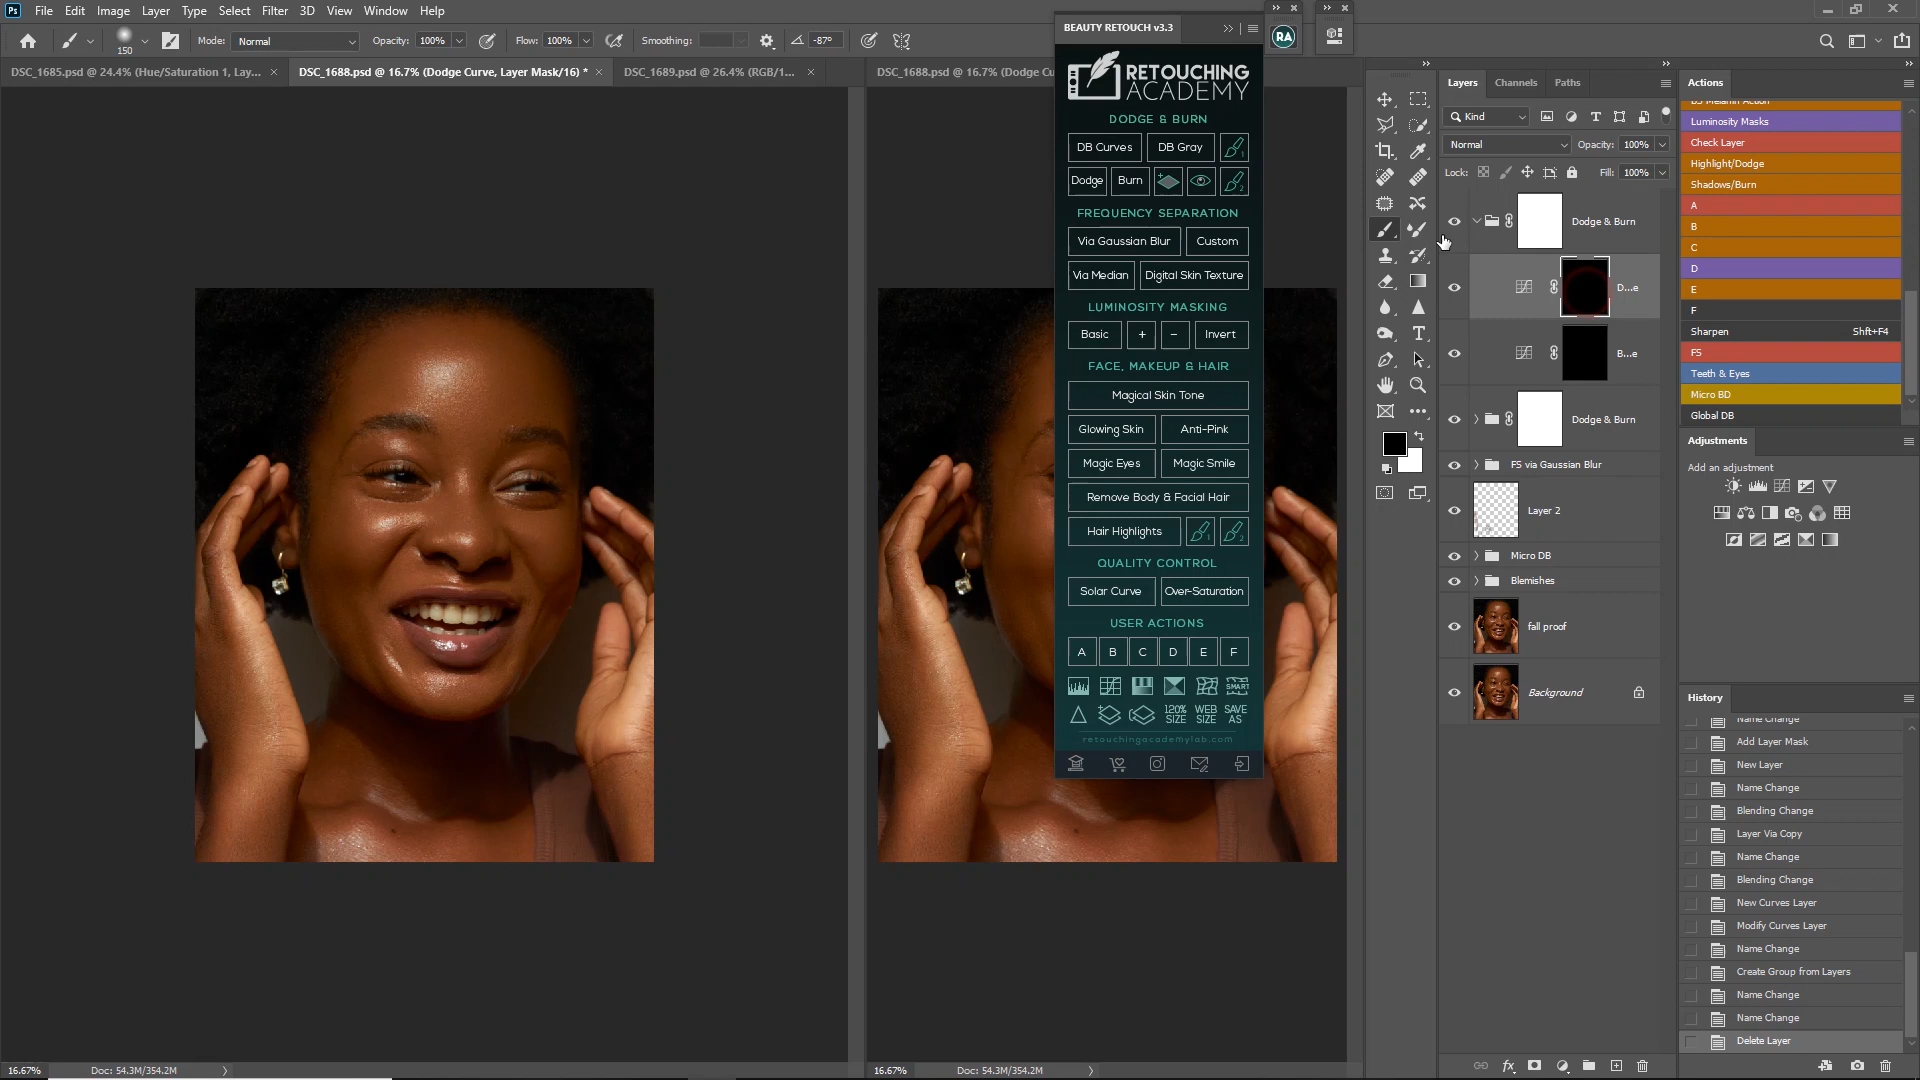 Ps File Edit Image Layer Type Select Filter 3D View Window Help
150 Mode: Normal Opacity: 100% Flow: 100% Smoothing: -87°
DSC_1685.psd @ 24.4% (Hue/Saturation 1, Lay... ×
DSC_1688.psd @ 16.7% (Dodge Curve, Layer Mask/16) * ×
DSC_1689.psd @ 26.4% (RGB/1... ×
DSC_1688.psd @ 16.7% (Dodge Cu
BEAUTY RETOUCH v3.3
RA
RETOUCHING
ACADEMY
DODGE & BURN
DB Curves DB Gray 1
Dodge Burn 2
FREQUENCY SEPARATION
Via Gaussian Blur Custom
Via Median Digital Skin Texture
LUMINOSITY MASKING
Basic + − Invert
FACE, MAKEUP & HAIR
Magical Skin Tone
Glowing Skin Anti-Pink
Magic Eyes Magic Smile
Remove Body & Facial Hair
Hair Highlights 1 2
QUALITY CONTROL
Solar Curve Over-Saturation
USER ACTIONS
A B C D E F
SMART
120% SIZE WEB SIZE SAVE AS
retouchingacademylab.com
Layers Channels Paths
Kind
Normal Opacity: 100%
Lock: Fill: 100%
Dodge & Burn
D...e
B...e
Dodge & Burn
FS via Gaussian Blur
Layer 2
Micro DB
Blemishes
fall proof
Background
fx
Actions
Luminosity Masks
Check Layer
Highlight/Dodge
Shadows/Burn
A
B
C
D
E
F
Sharpen Shft+F4
FS
Teeth & Eyes
Micro BD
Global DB
Adjustments
Add an adjustment
History
Name Change
Add Layer Mask
New Layer
Name Change
Blending Change
Layer Via Copy
Name Change
Blending Change
New Curves Layer
Modify Curves Layer
Name Change
Create Group from Layers
Name Change
Name Change
Delete Layer
16.67% Doc: 54.3M/354.2M
16.67% Doc: 54.3M/354.2M